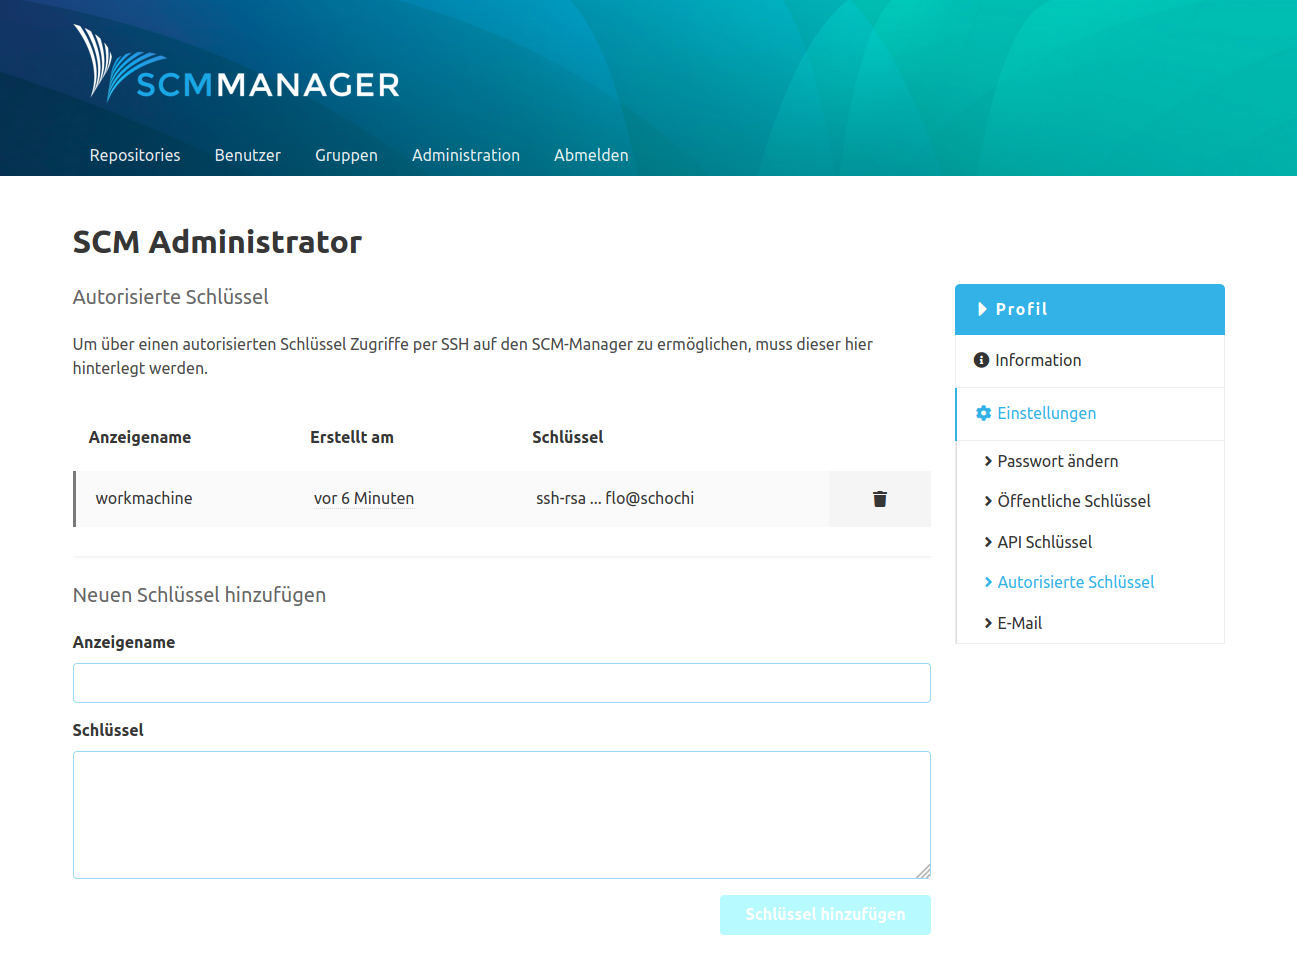 SCMMANAGER
Repositories Benutzer Gruppen Administration Abmelden
SCM Administrator
Autorisierte Schlüssel
Um über einen autorisierten Schlüssel Zugriffe per SSH auf den SCM-Manager zu ermöglichen, muss dieser hier
hinterlegt werden.
Anzeigename Erstellt am Schlüssel
workmachine vor 6 Minuten ssh-rsa ... flo@schochi
Neuen Schlüssel hinzufügen
Anzeigename
Schlüssel
Schlüssel hinzufügen
Profil
Information
Einstellungen
Passwort ändern
Öffentliche Schlüssel
API Schlüssel
Autorisierte Schlüssel
E-Mail